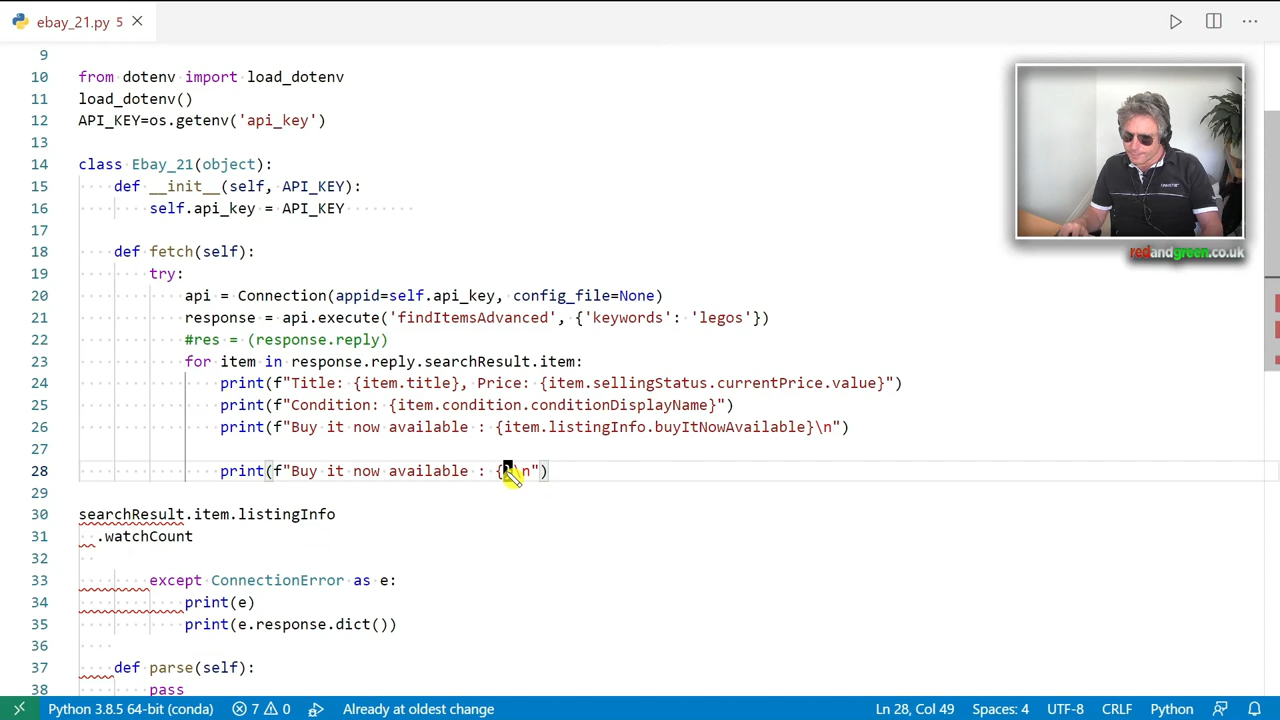 ebay_21.py 5
9
10 from dotenv import load_dotenv
11 load_dotenv()
12 API_KEY=os.getenv('api_key')
13
14 class Ebay_21(object):
15 def __init__(self, API_KEY):
16 self.api_key = API_KEY
17
18 def fetch(self):
19 try:
20 api = Connection(appid=self.api_key, config_file=None)
21 response = api.execute('findItemsAdvanced', {'keywords': 'legos'})
22 #res = (response.reply)
23 for item in response.reply.searchResult.item:
24 print(f"Title: {item.title}, Price: {item.sellingStatus.currentPrice.value}")
25 print(f"Condition: {item.condition.conditionDisplayName}")
26 print(f"Buy it now available : {item.listingInfo.buyItNowAvailable}\n")
27
28 print(f"Buy it now available : {}\n")
29
30 searchResult.item.listingInfo
31 .watchCount
32
33 except ConnectionError as e:
34 print(e)
35 print(e.response.dict())
36
37 def parse(self):
38 pass
redandgreen.co.uk
Python 3.8.5 64-bit (conda) 7 0 Already at oldest change Ln 28, Col 49 Spaces: 4 UTF-8 CRLF Python